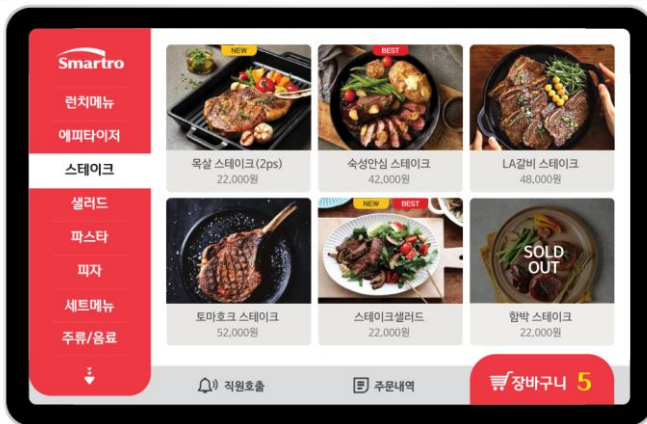 Smartro
런치메뉴
에피타이저
스테이크
샐러드
파스타
피자
세트메뉴
주류/음료
NEW
목살 스테이크(2ps)
22,000원
BEST
숙성안심 스테이크
42,000원
LA갈비 스테이크
48,000원
토마호크 스테이크
52,000원
NEW BEST
스테이크샐러드
22,000원
SOLD
OUT
함박 스테이크
22,000원
직원호출
주문내역
장바구니 5